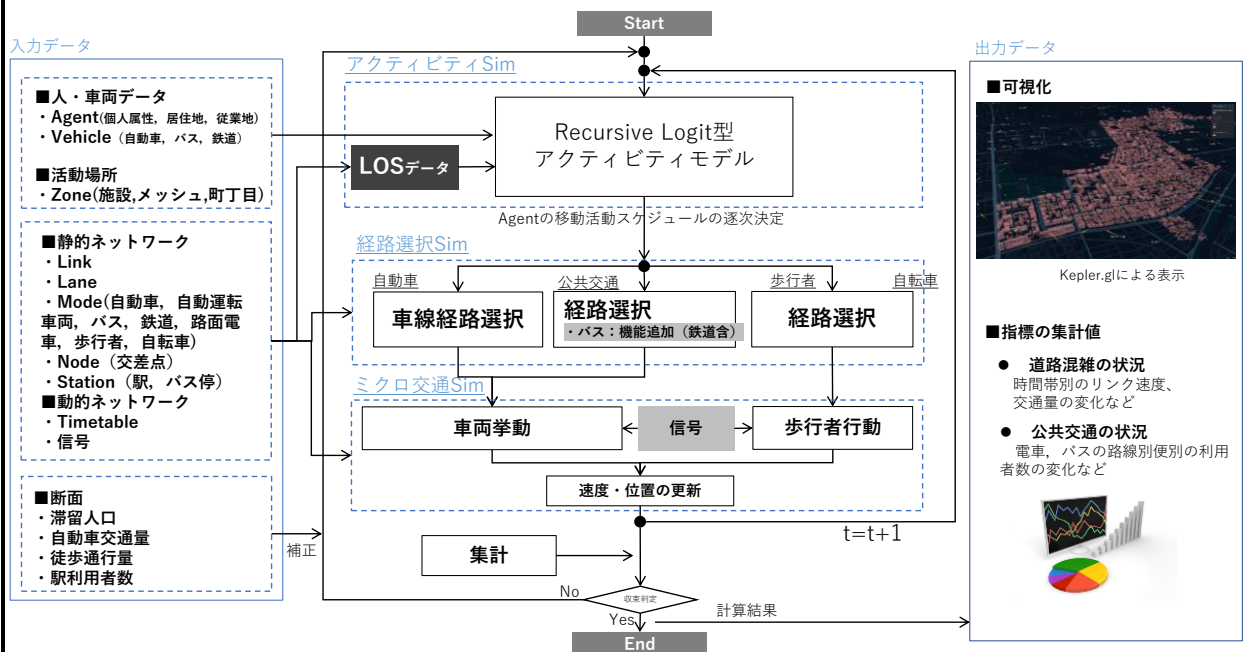 Start
入力データ
■人・車両データ
・Agent(個人属性，居住地，従業地)
・Vehicle（自動車，バス，鉄道）
■活動場所
・Zone(施設,メッシュ,町丁目)
■静的ネットワーク
・Link
・Lane
・Mode(自動車，自動運転
車両，バス，鉄道，路面電
車，歩行者，自転車)
・Node（交差点）
・Station（駅，バス停）
■動的ネットワーク
・Timetable
・信号
■断面
・滞留人口
・自動車交通量
・徒歩通行量
・駅利用者数
補正
アクティビティSim
Recursive Logit型
アクティビティモデル
LOSデータ
Agentの移動活動スケジュールの逐次決定
経路選択Sim
自動車
公共交通
歩行者
自転車
車線経路選択
経路選択
・バス：機能追加（鉄道含）
経路選択
ミクロ交通Sim
車両挙動
信号
歩行者行動
速度・位置の更新
t=t+1
集計
収束判定
No
Yes
計算結果
End
出力データ
■可視化
Kepler.glによる表示
■指標の集計値
● 道路混雑の状況
時間帯別のリンク速度、
交通量の変化など
● 公共交通の状況
電車，バスの路線別便別の利用
者数の変化など